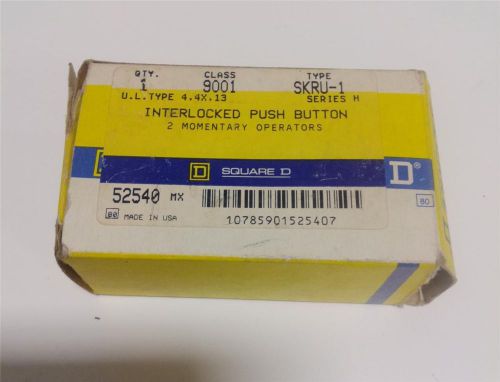 QTY. CLASS TYPE
1 9001 SKRU-1
U.L.TYPE 4.4X.13 SERIES H
INTERLOCKED PUSH BUTTON
2 MOMENTARY OPERATORS
D SQUARE D
D®
52540 MX
80 MADE IN USA
10785901525407
80